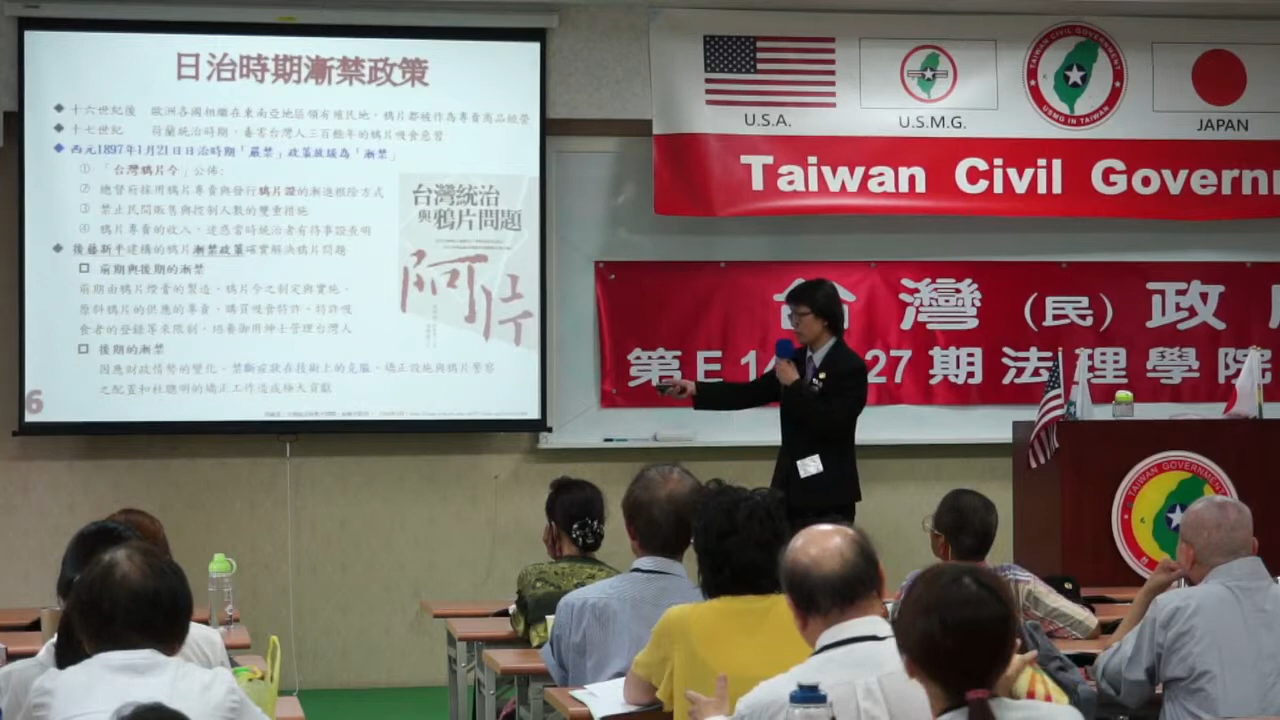 日治時期漸禁政策
◆ 十六世紀後 歐洲各國相繼在東南亞地區領有殖民地，鴉片都被作為專賣商品經營
◆ 十七世紀 荷蘭統治時期，毒害台灣人三百餘年的鴉片吸食惡習
◆ 西元1897年1月21日日治時期「嚴禁」政策放緩為「漸禁」
① 「台灣鴉片令」公佈:
② 總督府採用鴉片專賣與發行鴉片證的漸進根除方式
③ 禁止民間販售與控制人數的雙重措施
④ 鴉片專賣的收入，達惑當時統治者有待事證查明
◆ 後藤新平建構的鴉片漸禁政策確實解決鴉片問題
□ 前期與後期的漸禁
前期由鴉片煙膏的製造、鴉片令之制定與實施、
原料鴉片的供應的專賣、購買吸食特許、特許吸
食者的登錄等來限制，培養御用紳士管理台灣人
□ 後期的漸禁
因應財政情勢的變化、禁斷症狀在技術上的克服、矯正設施與鴉片警察
之配置和杜聰明的矯正工作造成極大貢獻
6
台灣統治
與鴉片問題
阿片
U.S.A.
U.S.M.G.
TAIWAN CIVIL GOVERNMENT
USMG IN TAIWAN
JAPAN
Taiwan Civil Governm
台灣(民)政
第E1 27期法理學院
TAIWAN GOVERNMENT